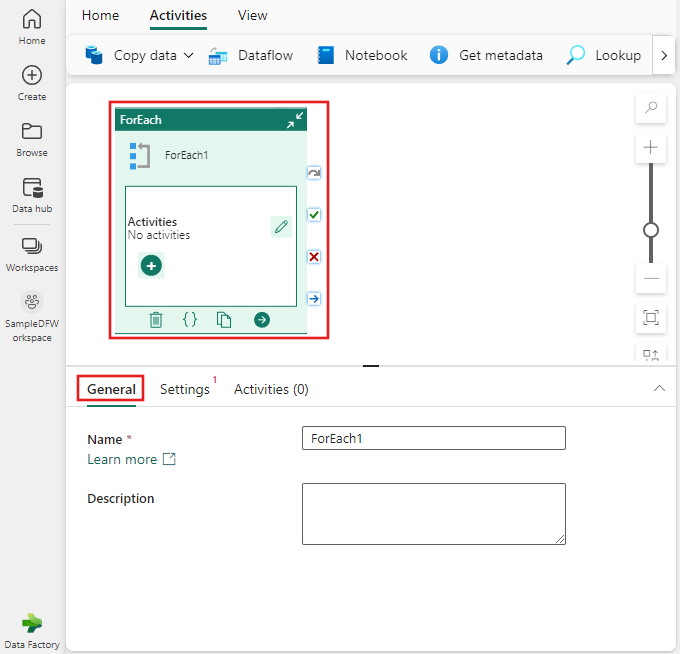 Home
Create
Browse
Data hub
Workspaces
SampleDFW
orkspace
Data Factory
Home Activities View
Copy data Dataflow Notebook Get metadata Lookup
ForEach
ForEach1
Activities
No activities
General Settings 1 Activities (0)
Name * ForEach1
Learn more
Description